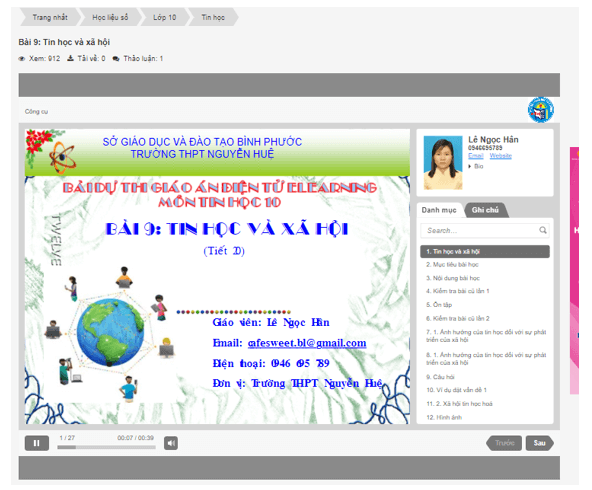 Trang nhất
Học liệu số
Lớp 10
Tin học
Bài 9: Tin học và xã hội
Xem: 912
Tải về: 0
Thảo luận: 1
Công cụ
SỞ GIÁO DỤC VÀ ĐÀO TẠO BÌNH PHƯỚC
TRƯỜNG THPT NGUYỄN HUỆ
BÀI DỰ THI GIÁO ÁN ĐIỆN TỬ ELEARNING
MÔN TIN HỌC 10
BÀI 9: TIN HỌC VÀ XÃ HỘI
(Tiết 20)
TWELVE
Giáo viên: Lê Ngọc Hân
Email: cafesweet.bl@gmail.com
Điện thoại: 0946 695 789
Đơn vị: Trường THPT Nguyễn Huệ
1 / 27
00:07 / 00:39
Lê Ngọc Hân
0946695789
Email Website
Bio
Danh mục
Ghi chú
Search...
1. Tin học và xã hội
2. Mục tiêu bài học
3. Nội dung bài học
4. Kiểm tra bài cũ lần 1
5. Ôn tập
6. Kiểm tra bài cũ lần 2
7. 1. Ảnh hưởng của tin học đối với sự phát
triển của xã hội
8. 1. Ảnh hưởng của tin học đối với sự phát
triển của xã hội
9. Câu hỏi
10. Ví dụ đặt vấn đề 1
11. 2. Xã hội tin học hoá
12. Hình ảnh
Trước
Sau